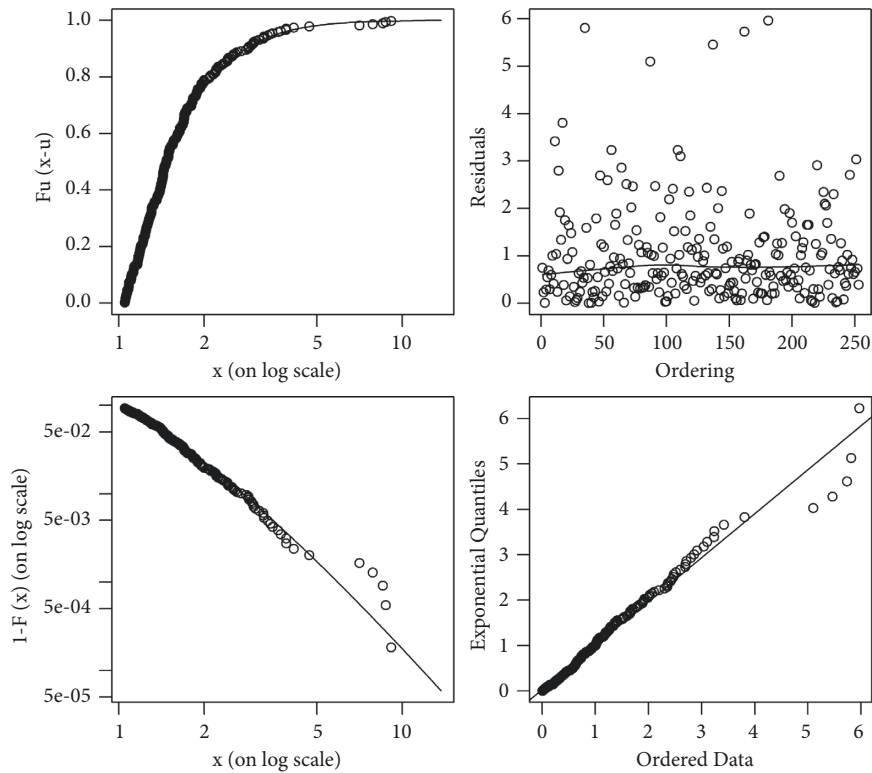 1.0
0.8
0.6
0.4
0.2
0.0
Fu (x-u)
1 2 5 10
x (on log scale)
6
5
4
3
2
1
0
Residuals
0 50 100 150 200 250
Ordering
5e-02
5e-03
5e-04
5e-05
1-F (x) (on log scale)
1 2 5 10
x (on log scale)
6
5
4
3
2
1
0
Exponential Quantiles
0 1 2 3 4 5 6
Ordered Data